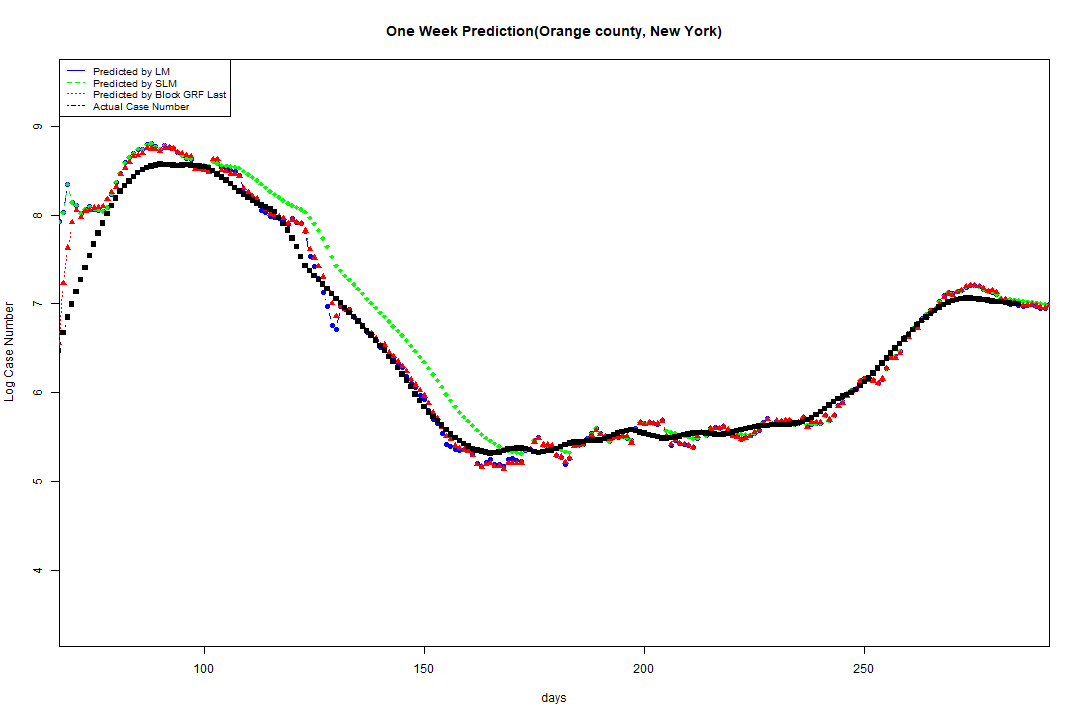 One Week Prediction(Orange county, New York)
Predicted by LM
Predicted by SLM
Predicted by Block GRF Last
Actual Case Number
9
8
7
6
5
4
Log Case Number
100 150 200 250
days